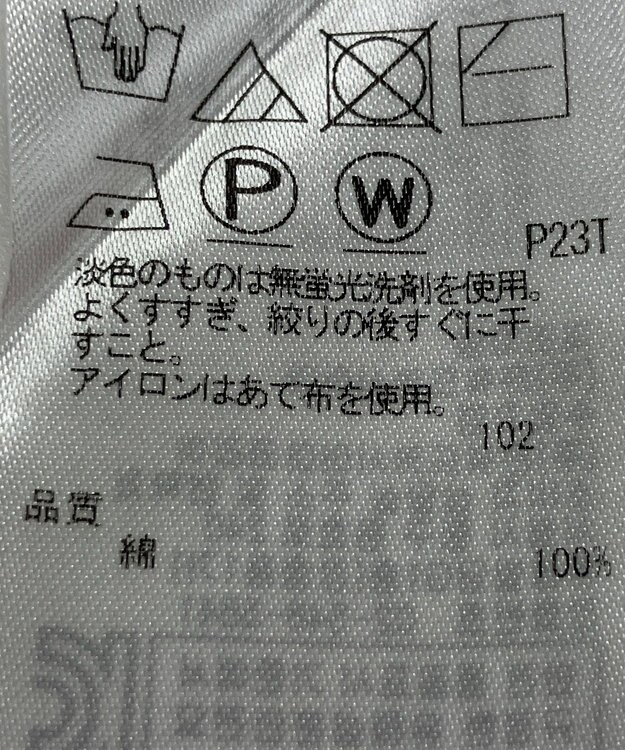 P
W
P23T
淡色のものは無蛍光洗剤を使用。
よくすすぎ、絞りの後すぐに干
すこと。
アイロンはあて布を使用。
102
品質
綿 100%